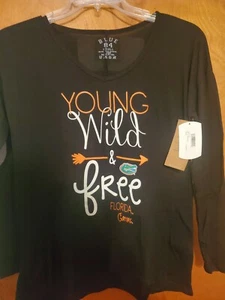 BLUE
84
YOUNG
Wild
&
free
FLORIDA
Gators